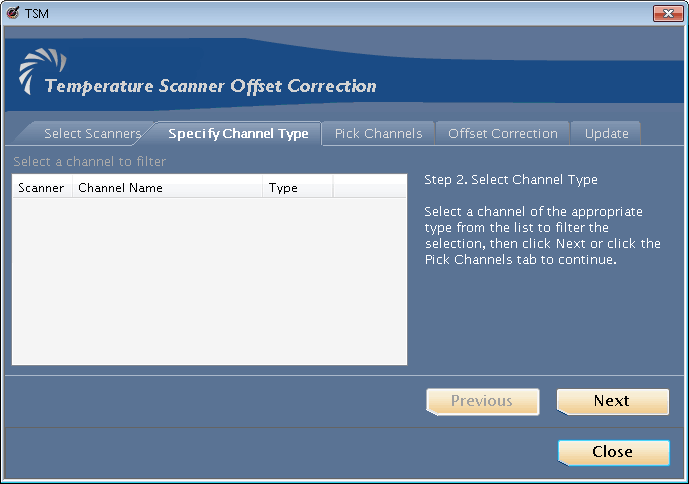 TSM
Temperature Scanner Offset Correction
Select Scanners Specify Channel Type Pick Channels Offset Correction Update
Select a channel to filter
Scanner Channel Name Type
Step 2. Select Channel Type
Select a channel of the appropriate
type from the list to filter the
selection, then click Next or click the
Pick Channels tab to continue.
Previous Next
Close